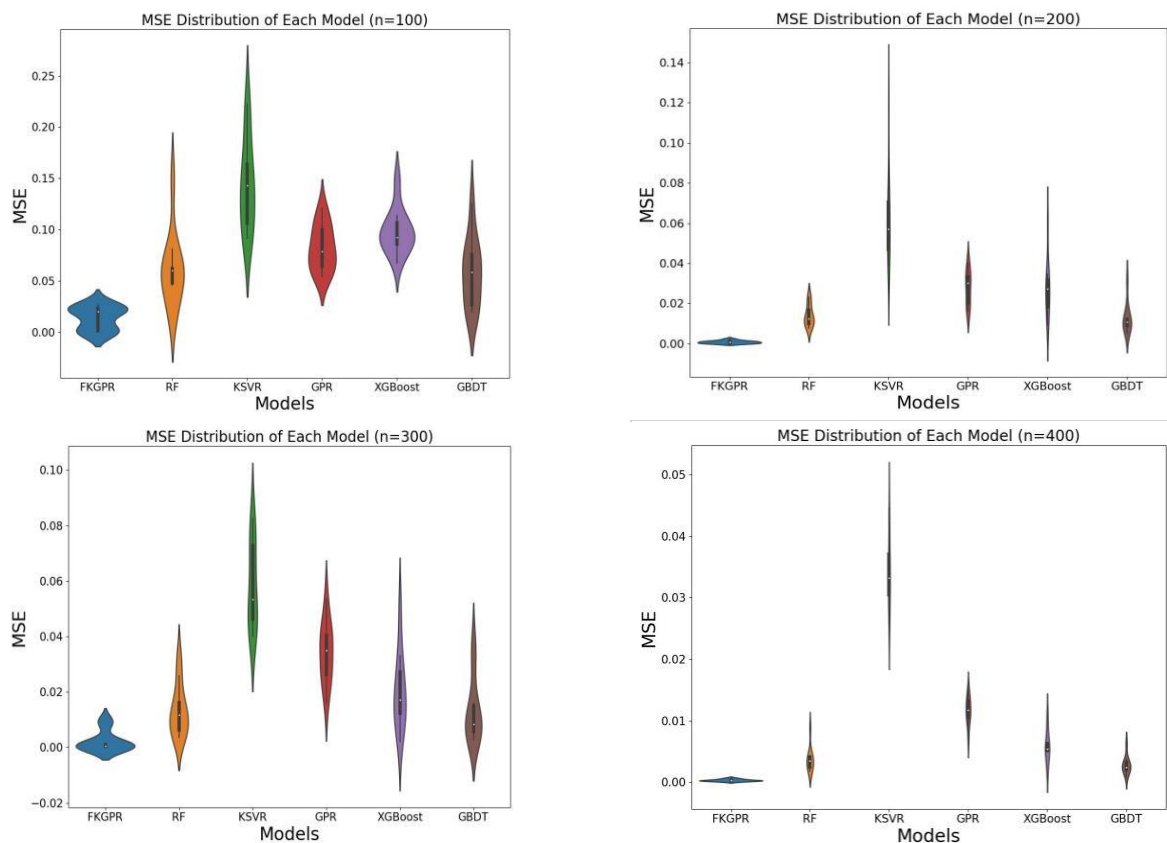 MSE Distribution of Each Model (n=100)
MSE
0.25
0.20
0.15
0.10
0.05
0.00
FKGPR RF KSVR GPR XGBoost GBDT
Models
MSE Distribution of Each Model (n=200)
MSE
0.14
0.12
0.10
0.08
0.06
0.04
0.02
0.00
FKGPR RF KSVR GPR XGBoost GBDT
Models
MSE Distribution of Each Model (n=300)
MSE
0.10
0.08
0.06
0.04
0.02
0.00
−0.02
FKGPR RF KSVR GPR XGBoost GBDT
Models
MSE Distribution of Each Model (n=400)
MSE
0.05
0.04
0.03
0.02
0.01
0.00
FKGPR RF KSVR GPR XGBoost GBDT
Models